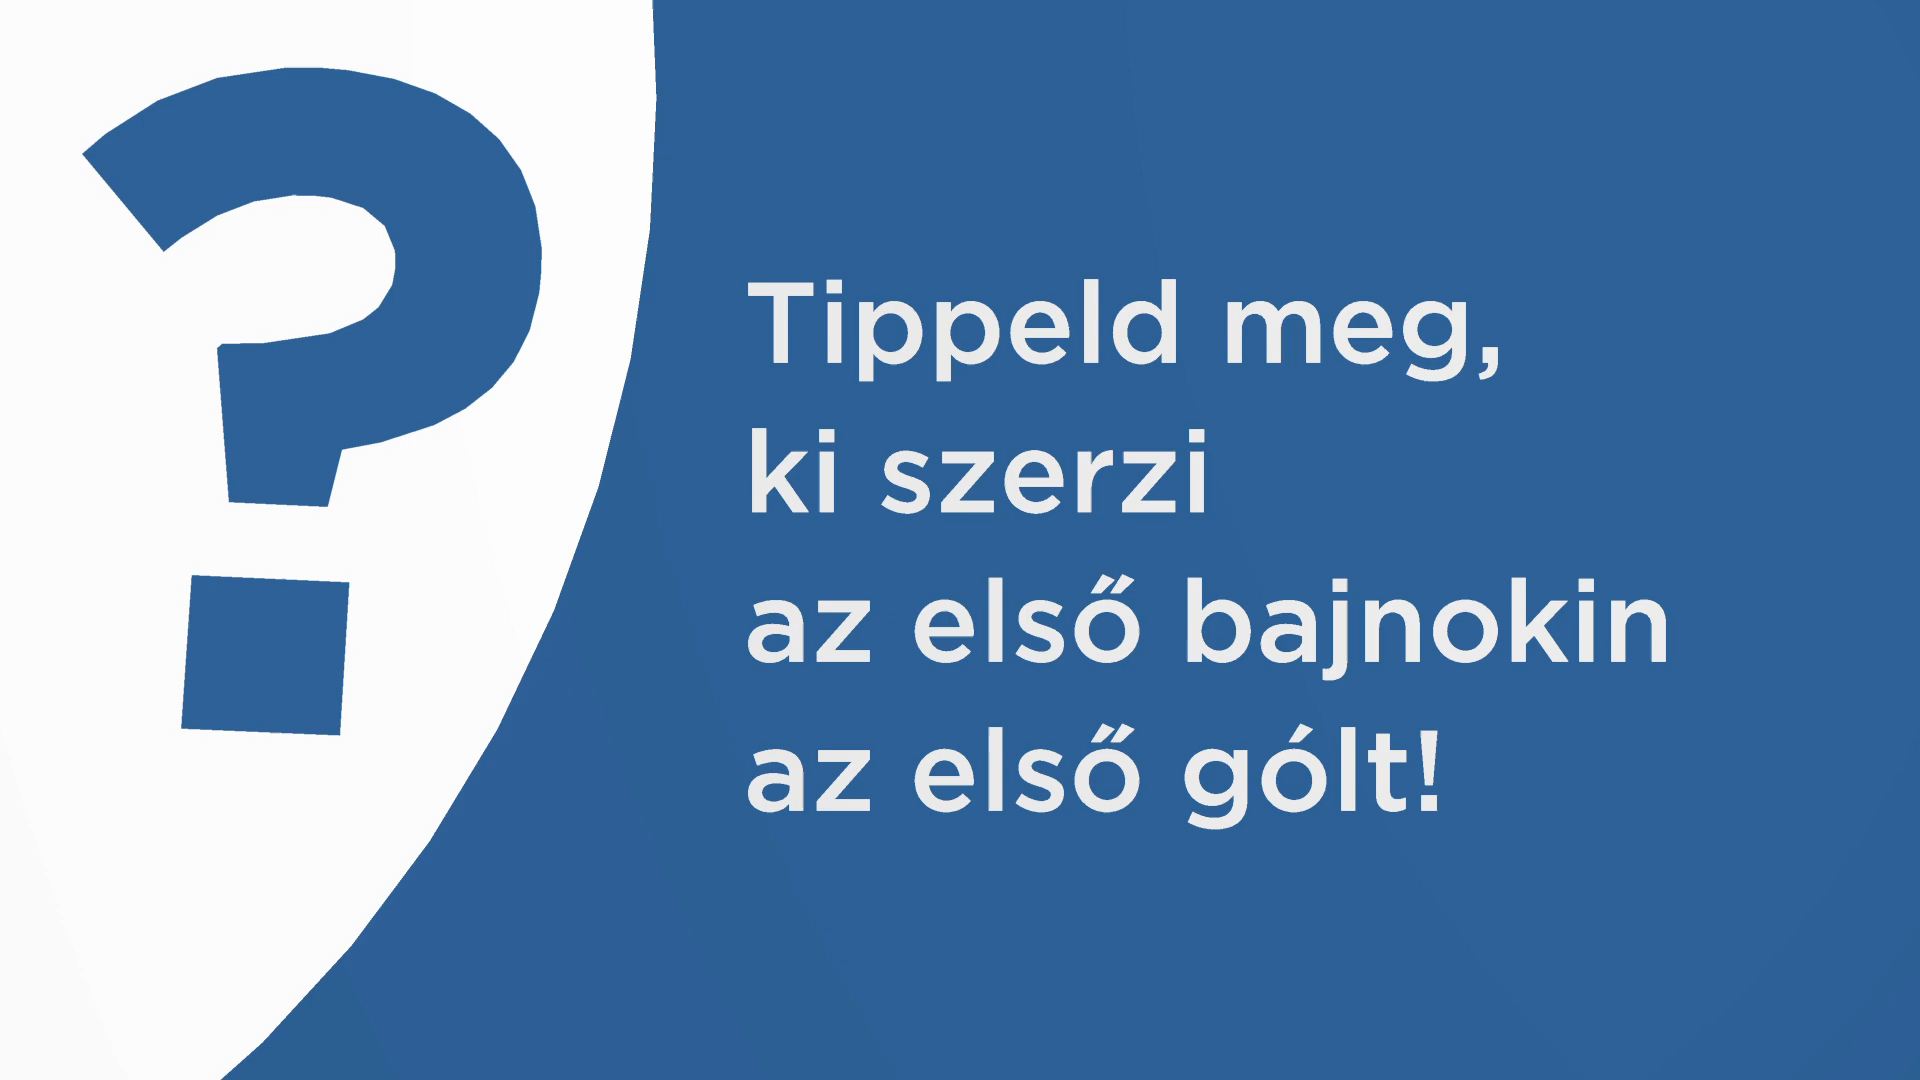 ?
Tippeld meg,
ki szerzi
az első bajnokin
az első gólt!